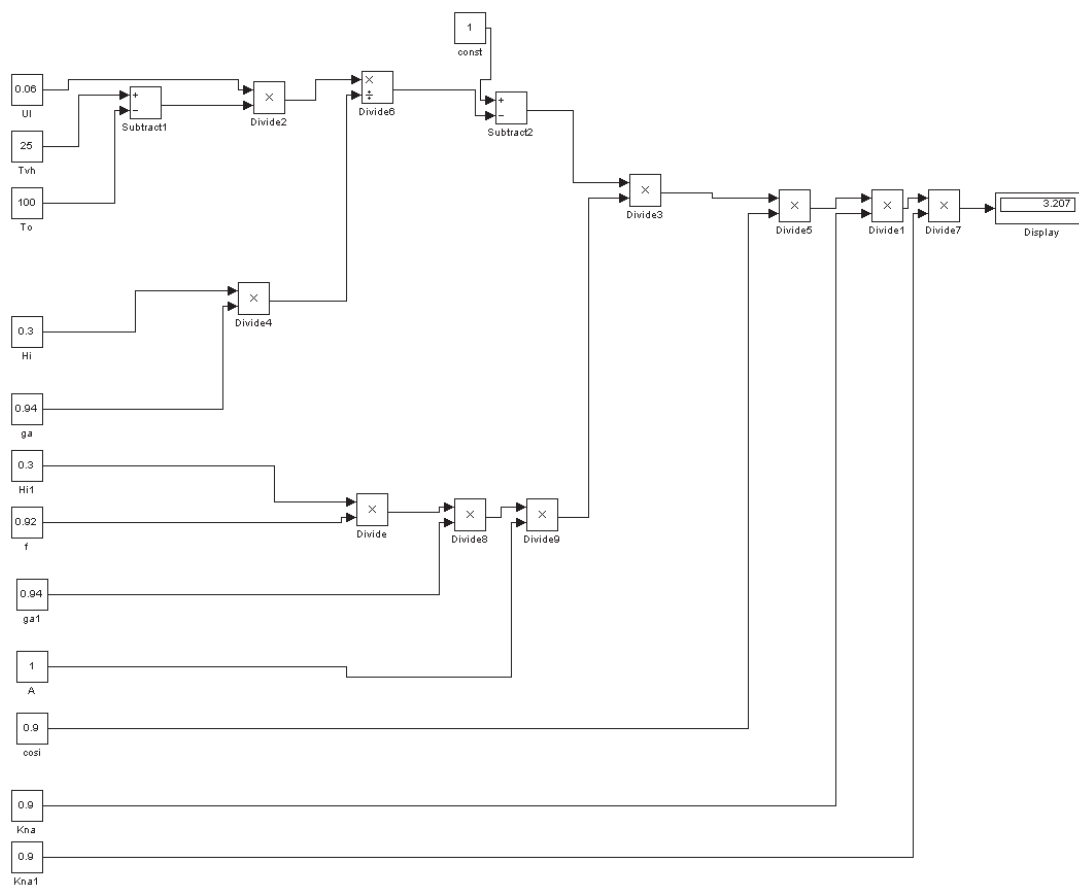 1
const
0.06
Ul
+
−
Subtract1
×
Divide2
×
÷
Divide6
+
−
Subtract2
25
Tvh
100
To
×
Divide3
×
Divide5
×
Divide1
×
Divide7
3.207
Display
×
Divide4
0.3
Hi
0.94
ga
0.3
Hi1
0.92
f
×
Divide
×
Divide8
×
Divide9
0.94
ga1
1
A
0.9
cosi
0.9
Kna
0.9
Kna1